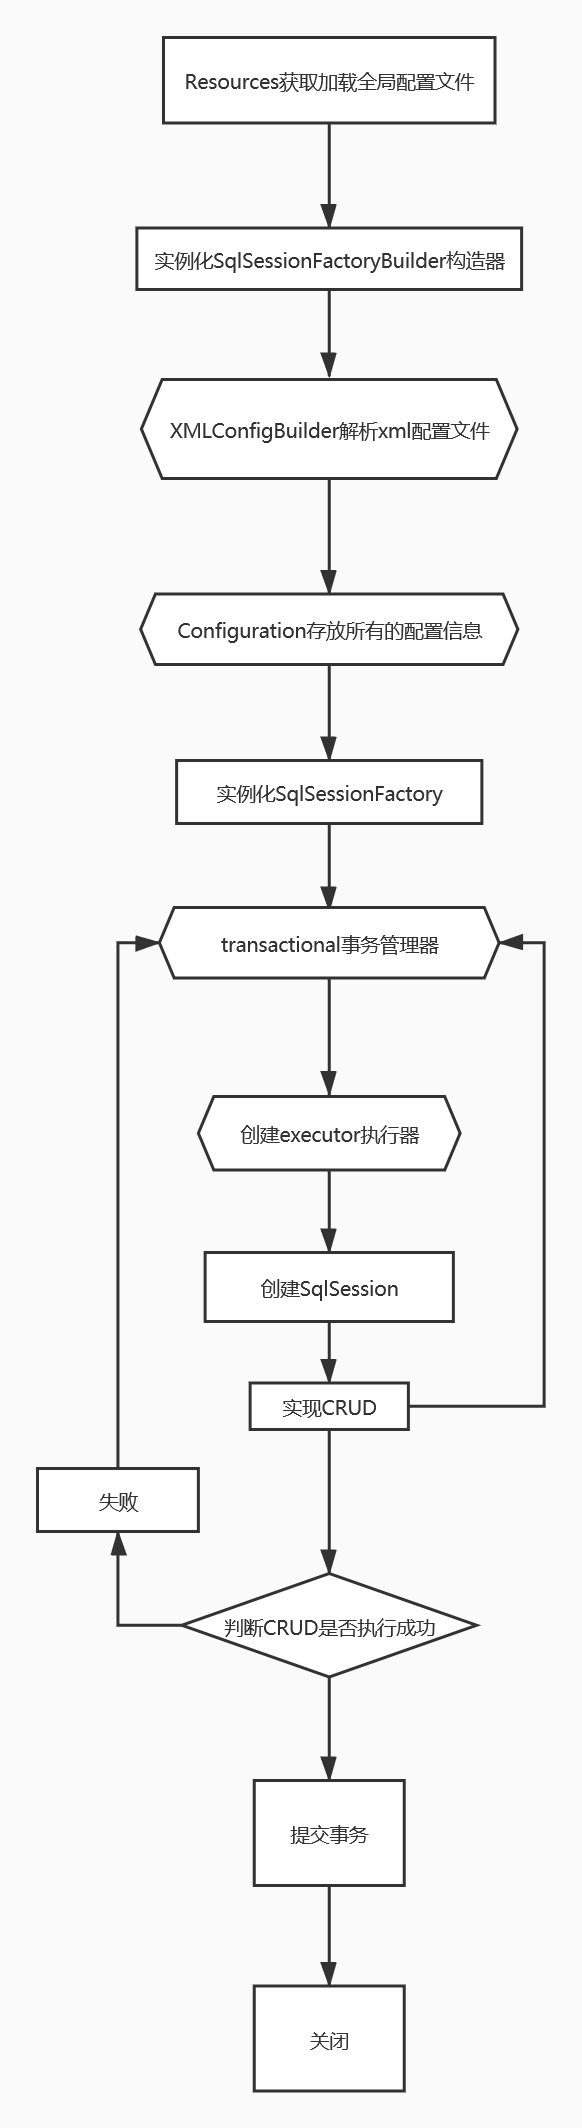 Resources获取加载全局配置文件
实例化SqlSessionFactoryBuilder构造器
XMLConfigBuilder解析xml配置文件
Configuration存放所有的配置信息
实例化SqlSessionFactory
transactional事务管理器
创建executor执行器
创建SqlSession
实现CRUD
失败
判断CRUD是否执行成功
提交事务
关闭